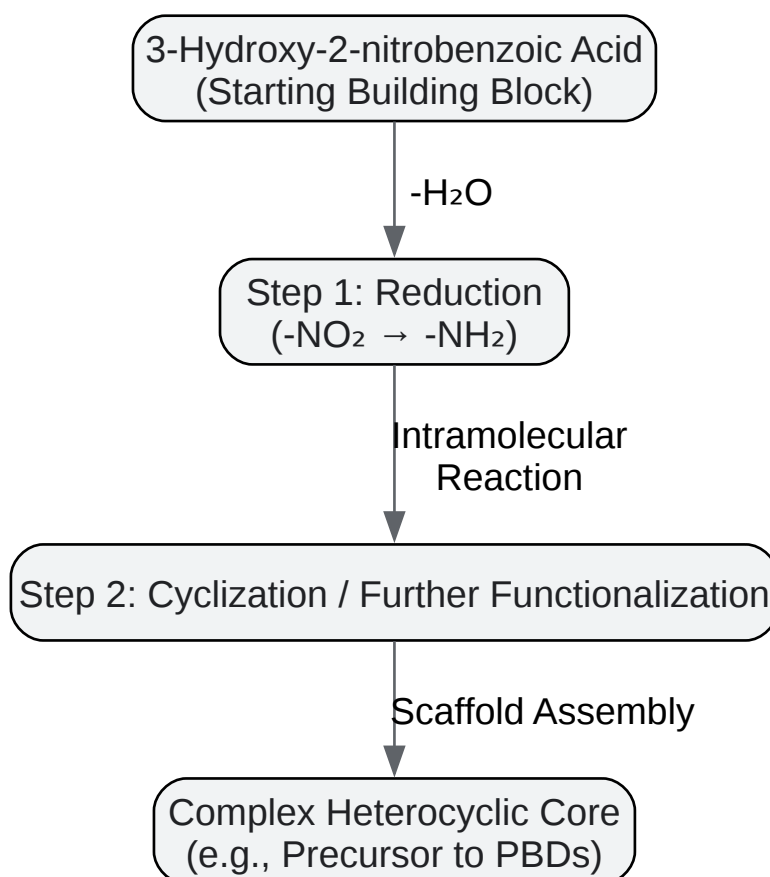 3-Hydroxy-2-nitrobenzoic Acid
(Starting Building Block)
-H₂O
Step 1: Reduction
(-NO₂ → -NH₂)
Intramolecular
Reaction
Step 2: Cyclization / Further Functionalization
Scaffold Assembly
Complex Heterocyclic Core
(e.g., Precursor to PBDs)